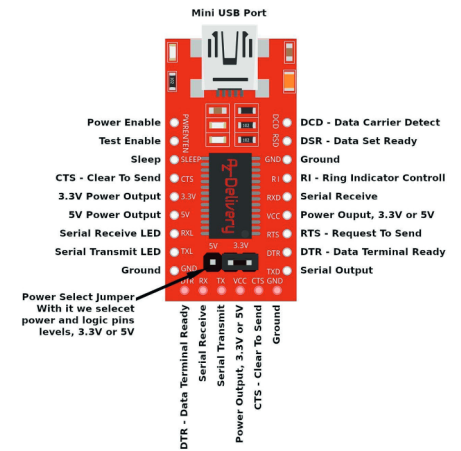 Mini USB Port
Power Enable
Test Enable
Sleep
CTS - Clear To Send
3.3V Power Output
5V Power Output
Serial Receive LED
Serial Transmit LED
Ground
Power Select Jumper
With it we selecet
power and logic pins
levels, 3.3V or 5V
PWREN
TEN
SLEEP
CTS
3.3V
5V
RXL
TXL
GND
AZ-Delivery
5V 3.3V
DCD
RSD
GND
RI
RXD
VCC
RTS
DTR
TXD
DCD - Data Carrier Detect
DSR - Data Set Ready
Ground
RI - Ring Indicator Controll
Serial Receive
Power Ouput, 3.3V or 5V
RTS - Request To Send
DTR - Data Terminal Ready
Serial Output
DTR RX TX VCC CTS GND
DTR - Data Terminal Ready
Serial Receive
Serial Transmit
Power Output, 3.3V or 5V
CTS - Clear To Send
Ground